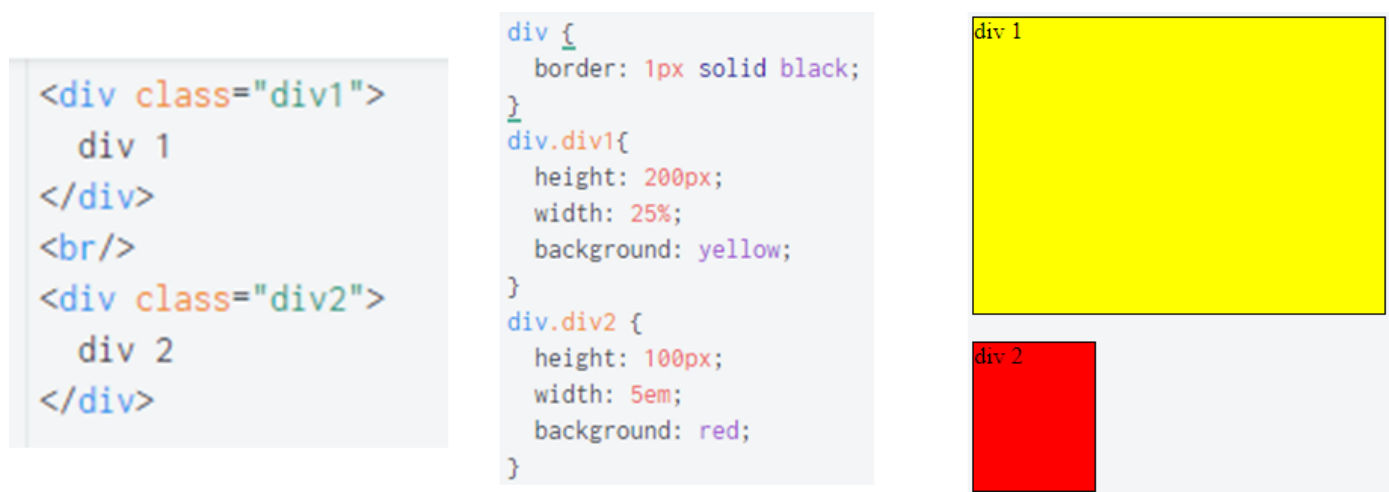 <div class="div1">
div 1
</div>
<br/>
<div class="div2">
div 2
</div>
div {
border: 1px solid black;
}
div.div1{
height: 200px;
width: 25%;
background: yellow;
}
div.div2 {
height: 100px;
width: 5em;
background: red;
}
div 1
div 2